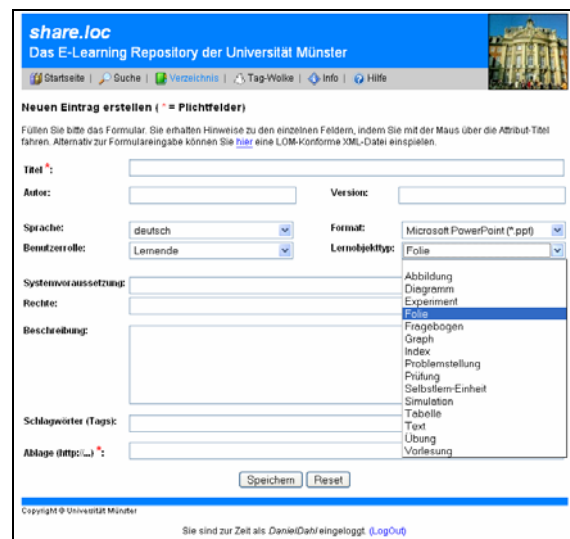 share.loc
Das E-Learning Repository der Universität Münster
Startseite | Suche | Verzeichnis | Tag-Wolke | Info | Hilfe
Neuen Eintrag erstellen ( * = Plichtfelder)
Füllen Sie bitte das Formular. Sie erhalten Hinweise zu den einzelnen Feldern, indem Sie mit der Maus über die Attribut-Titel
fahren. Alternativ zur Formulareingabe können Sie hier eine LOM-Konforme XML-Datei einspielen.
Titel *:
Autor: Version:
Sprache: deutsch Format: Microsoft PowerPoint (*.ppt)
Benutzerrolle: Lernende Lernobjekttyp: Folie
Abbildung
Systemvoraussetzung: Diagramm
Experiment
Rechte: Folie
Fragebogen
Beschreibung: Graph
Index
Problemstellung
Prüfung
Selbstlern-Einheit
Simulation
Schlagwörter (Tags): Tabelle
Text
Übung
Ablage (http://...) *: Vorlesung
Speichern Reset
Copyright © Universität Münster
Sie sind zur Zeit als DanielDahl eingeloggt. (LogOut)